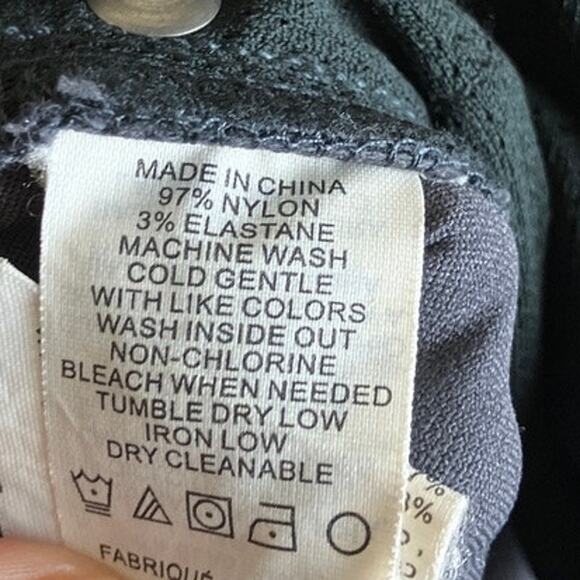 MADE IN CHINA
97% NYLON
3% ELASTANE
MACHINE WASH
COLD GENTLE
WITH LIKE COLORS
WASH INSIDE OUT
NON-CHLORINE
BLEACH WHEN NEEDED
TUMBLE DRY LOW
IRON LOW
DRY CLEANABLE